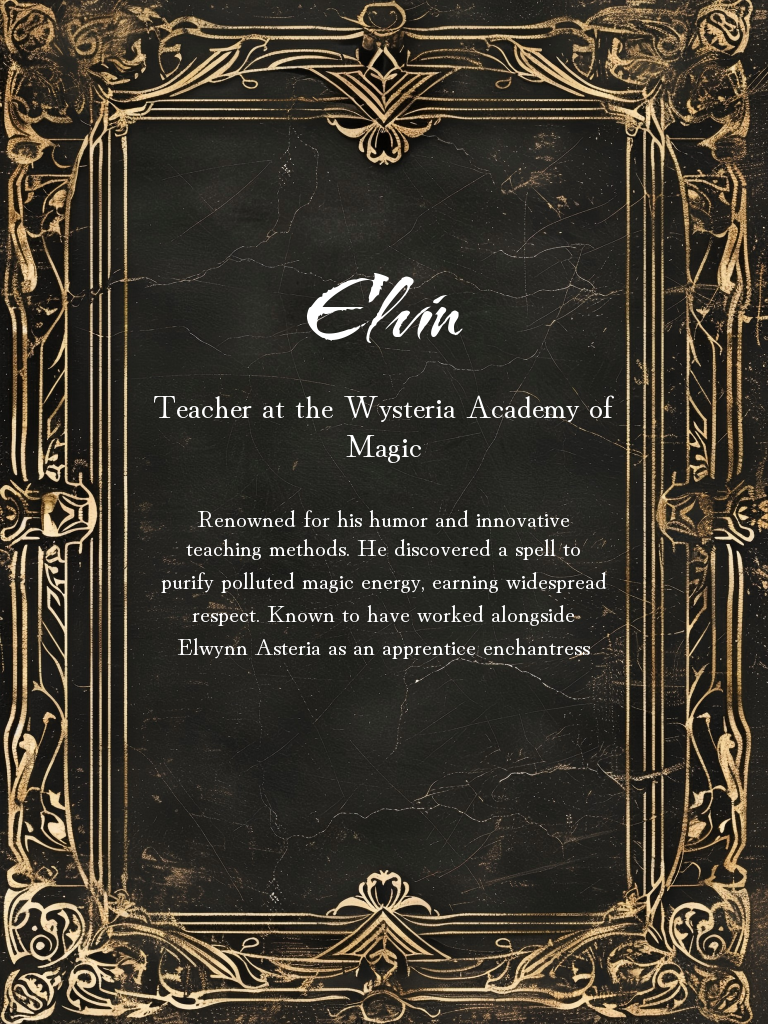 Elvin
Teacher at the Wysteria Academy of
Magic
Renowned for his humor and innovative
teaching methods. He discovered a spell to
purify polluted magic energy, earning widespread
respect. Known to have worked alongside
Elwynn Asteria as an apprentice enchantress